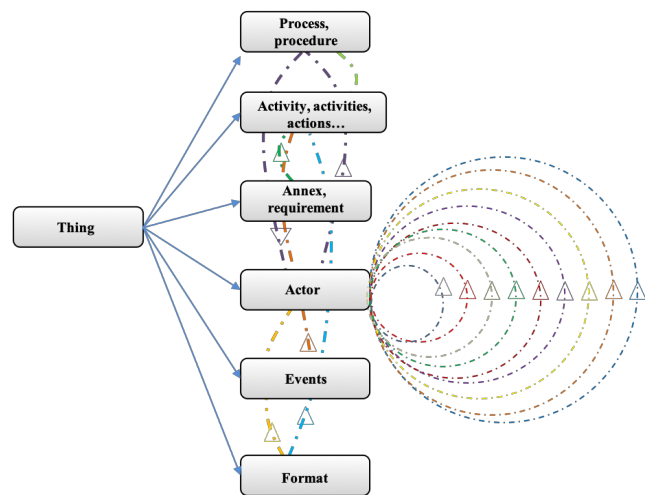 Process,
procedure
Activity, activities,
actions…
Annex,
requirement
Thing
Actor
Events
Format